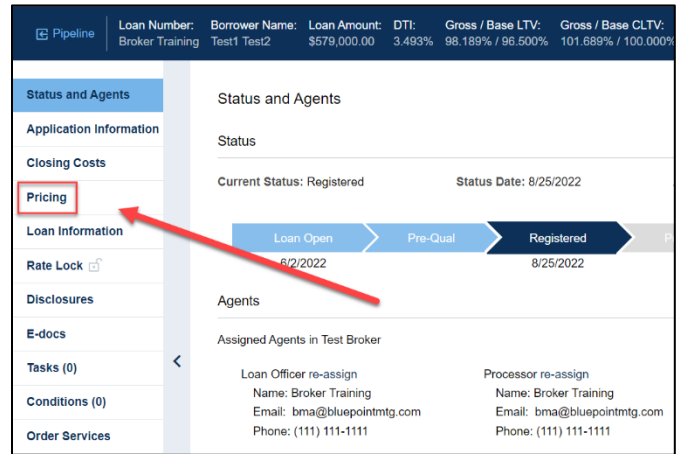 Pipeline
Loan Number: Borrower Name: Loan Amount: DTI: Gross / Base LTV: Gross / Base CLTV:
Broker Training Test1 Test2 $579,000.00 3.493% 98.189% / 96.500% 101.689% / 100.000%
Status and Agents
Application Information
Closing Costs
Pricing
Loan Information
Rate Lock
Disclosures
E-docs
Tasks (0)
Conditions (0)
Order Services
Status and Agents
Status
Current Status: Registered Status Date: 8/25/2022
Loan Open Pre-Qual Registered P
6/2/2022 8/25/2022
Agents
Assigned Agents in Test Broker
Loan Officer re-assign
Name: Broker Training
Email: bma@bluepointmtg.com
Phone: (111) 111-1111
Processor re-assign
Name: Broker Training
Email: bma@bluepointmtg.com
Phone: (111) 111-1111